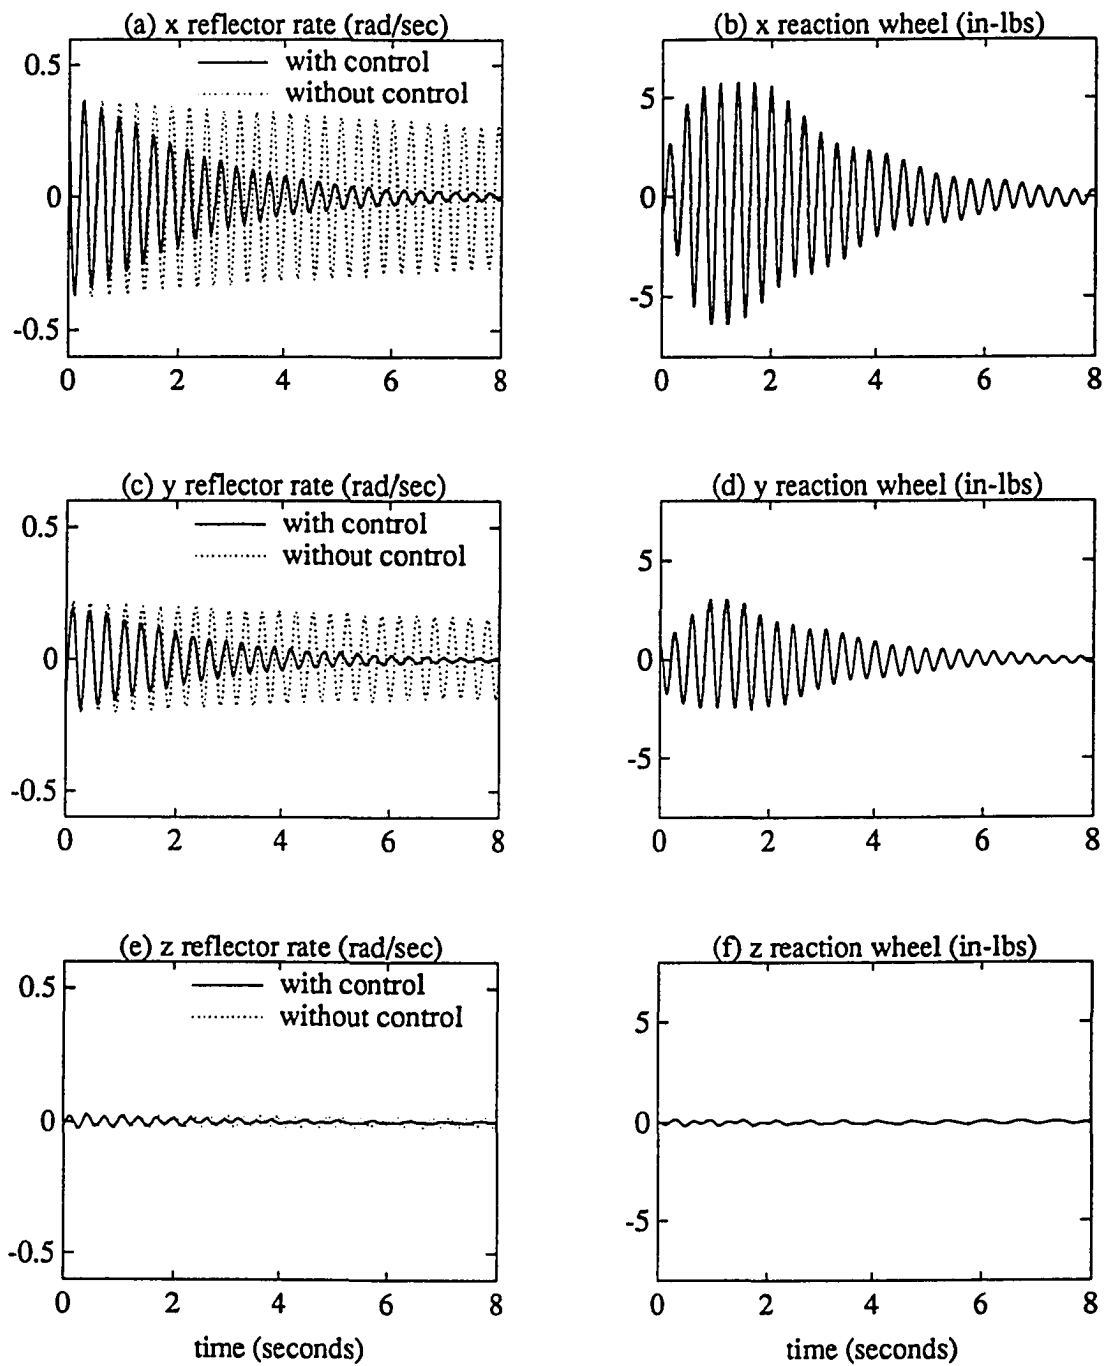 (a) x reflector rate (rad/sec)
0.5
0
-0.5
with control
without control
0 2 4 6 8
(b) x reaction wheel (in-lbs)
5
0
-5
0 2 4 6 8
(c) y reflector rate (rad/sec)
0.5
0
-0.5
with control
without control
0 2 4 6 8
(d) y reaction wheel (in-lbs)
5
0
-5
0 2 4 6 8
(e) z reflector rate (rad/sec)
0.5
0
-0.5
with control
without control
0 2 4 6 8
time (seconds)
(f) z reaction wheel (in-lbs)
5
0
-5
0 2 4 6 8
time (seconds)